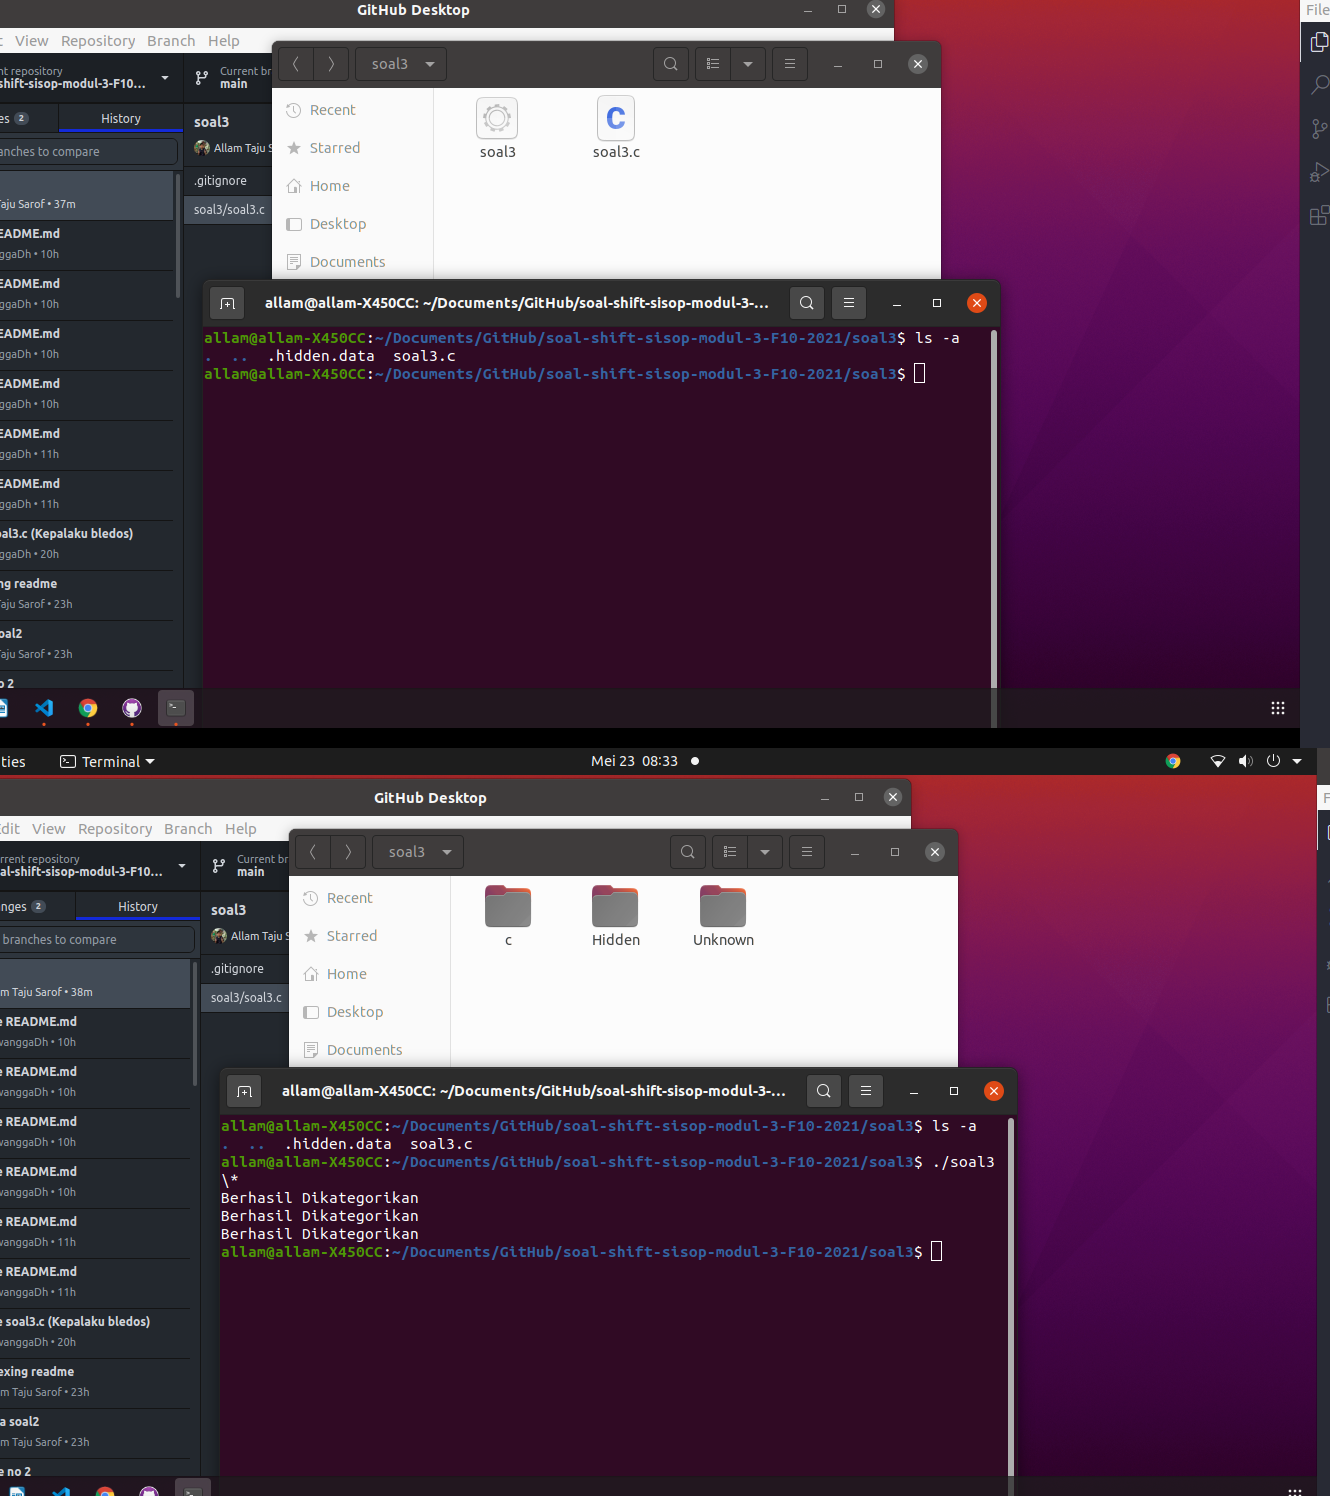 GitHub Desktop
File
View Repository Branch Help
nt repository
shift-sisop-modul-3-F10...
Current br
main
soal3
es 2
History
anches to compare
soal3
Allam Taju S
.gitignore
soal3/soal3.c
Taju Sarof • 37m
EADME.md
ggaDh • 10h
EADME.md
ggaDh • 10h
EADME.md
ggaDh • 10h
EADME.md
ggaDh • 10h
EADME.md
ggaDh • 11h
EADME.md
ggaDh • 11h
oal3.c (Kepalaku bledos)
ggaDh • 20h
ng readme
Taju Sarof • 23h
oal2
Taju Sarof • 23h
o 2
Recent
Starred
Home
Desktop
Documents
soal3
C
soal3.c
allam@allam-X450CC: ~/Documents/GitHub/soal-shift-sisop-modul-3-...
allam@allam-X450CC:~/Documents/GitHub/soal-shift-sisop-modul-3-F10-2021/soal3$ ls -a
. .. .hidden.data soal3.c
allam@allam-X450CC:~/Documents/GitHub/soal-shift-sisop-modul-3-F10-2021/soal3$
ties
Terminal
Mei 23 08:33
GitHub Desktop
F
dit View Repository Branch Help
rrent repository
al-shift-sisop-modul-3-F10...
Current br
main
soal3
nges 2
History
branches to compare
soal3
Allam Taju S
.gitignore
soal3/soal3.c
m Taju Sarof • 38m
e README.md
wanggaDh • 10h
e README.md
wanggaDh • 10h
e README.md
wanggaDh • 10h
e README.md
wanggaDh • 10h
e README.md
wanggaDh • 11h
e README.md
wanggaDh • 11h
e soal3.c (Kepalaku bledos)
wanggaDh • 20h
exing readme
m Taju Sarof • 23h
a soal2
m Taju Sarof • 23h
e no 2
Recent
Starred
Home
Desktop
Documents
c
Hidden
Unknown
allam@allam-X450CC: ~/Documents/GitHub/soal-shift-sisop-modul-3-...
allam@allam-X450CC:~/Documents/GitHub/soal-shift-sisop-modul-3-F10-2021/soal3$ ls -a
. .. .hidden.data soal3.c
allam@allam-X450CC:~/Documents/GitHub/soal-shift-sisop-modul-3-F10-2021/soal3$ ./soal3
\*
Berhasil Dikategorikan
Berhasil Dikategorikan
Berhasil Dikategorikan
allam@allam-X450CC:~/Documents/GitHub/soal-shift-sisop-modul-3-F10-2021/soal3$